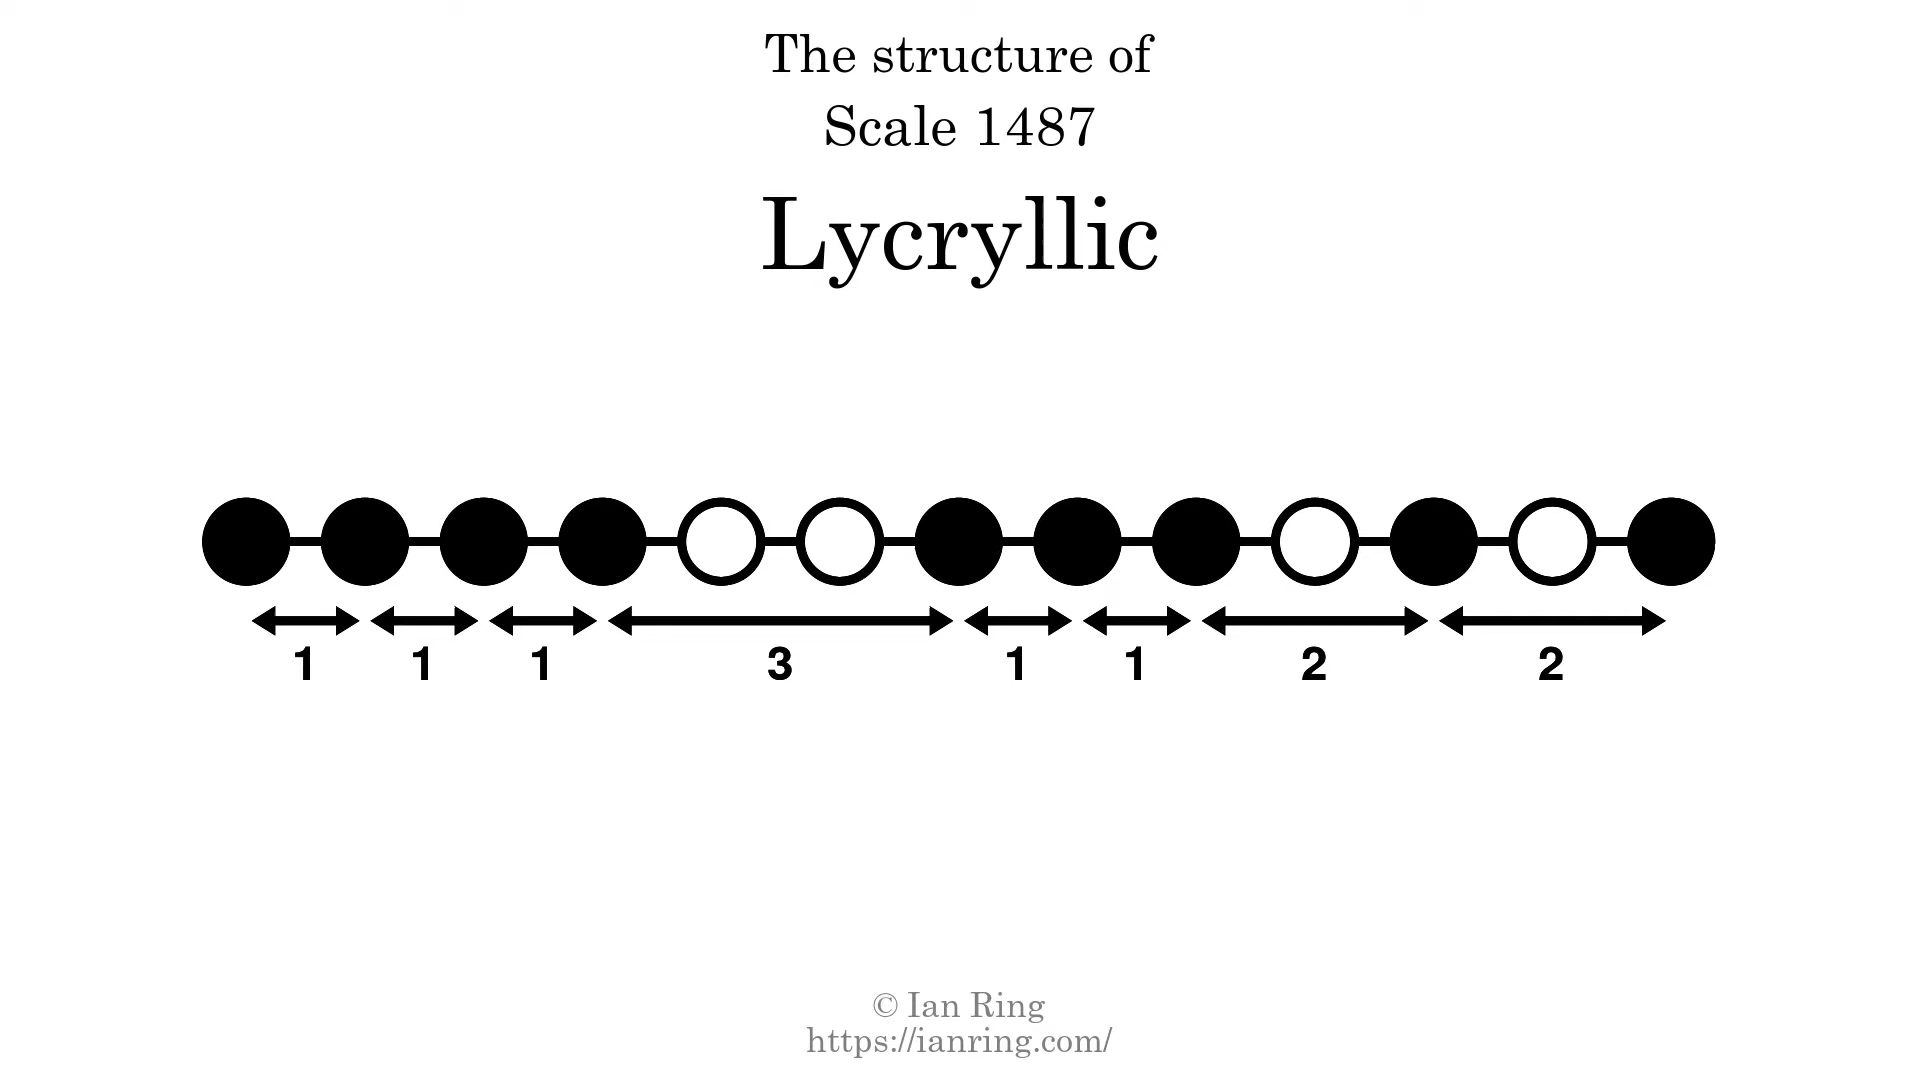 The structure of
Scale 1487
Lycryllic
1 1 1 3 1 1 2 2
© Ian Ring
https://ianring.com/